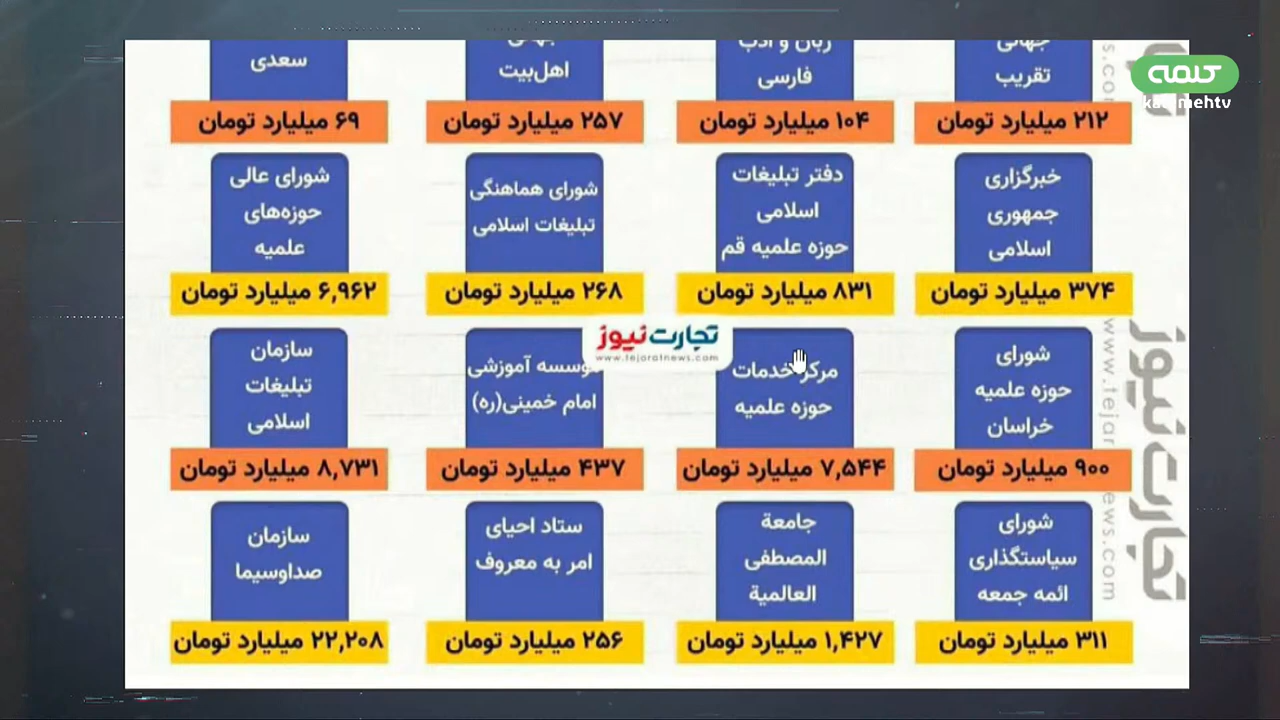 کلمه
kalemehtv
جهانی
تقریب
۲۱۲ میلیارد تومان
زبان و ادب
فارسی
۱۰۴ میلیارد تومان
جهانی
اهل‌بیت
۲۵۷ میلیارد تومان
سعدی
۶۹ میلیارد تومان
خبرگزاری
جمهوری
اسلامی
۳۷۴ میلیارد تومان
دفتر تبلیغات
اسلامی
حوزه علمیه قم
۸۳۱ میلیارد تومان
شورای هماهنگی
تبلیغات اسلامی
۲۶۸ میلیارد تومان
شورای عالی
حوزه‌های
علمیه
۶,۹۶۲ میلیارد تومان
تجارت‌نیوز
www.tejaratnews.com
شورای
حوزه علمیه
خراسان
۹۰۰ میلیارد تومان
مرکز خدمات
حوزه علمیه
۷,۵۴۴ میلیارد تومان
موسسه آموزشی
امام خمینی(ره)
۴۳۷ میلیارد تومان
سازمان
تبلیغات
اسلامی
۸,۷۳۱ میلیارد تومان
شورای
سیاستگذاری
ائمه جمعه
۳۱۱ میلیارد تومان
جامعة
المصطفی
العالمیة
۱,۴۲۷ میلیارد تومان
ستاد احیای
امر به معروف
۲۵۶ میلیارد تومان
سازمان
صداوسیما
۲۲,۲۰۸ میلیارد تومان
تجارت‌نیوز